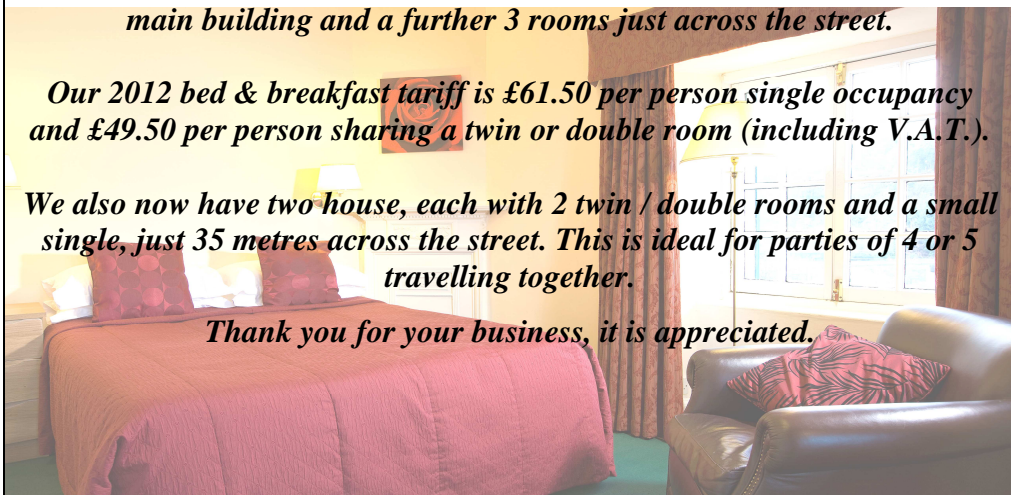 main building and a further 3 rooms just across the street.
Our 2012 bed & breakfast tariff is £61.50 per person single occupancy
and £49.50 per person sharing a twin or double room (including V.A.T.).
We also now have two house, each with 2 twin / double rooms and a small
single, just 35 metres across the street. This is ideal for parties of 4 or 5
travelling together.
Thank you for your business, it is appreciated.